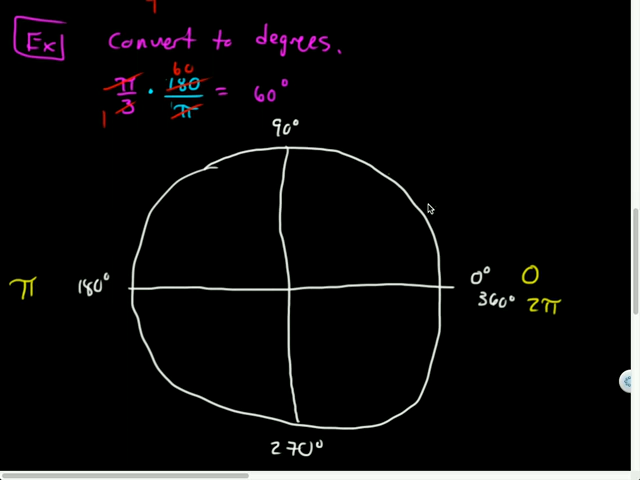 Ex Convert to degrees.
π/3 · 180/π = 60°
60
1
90°
π 180° 0° 0
360° 2π
270°